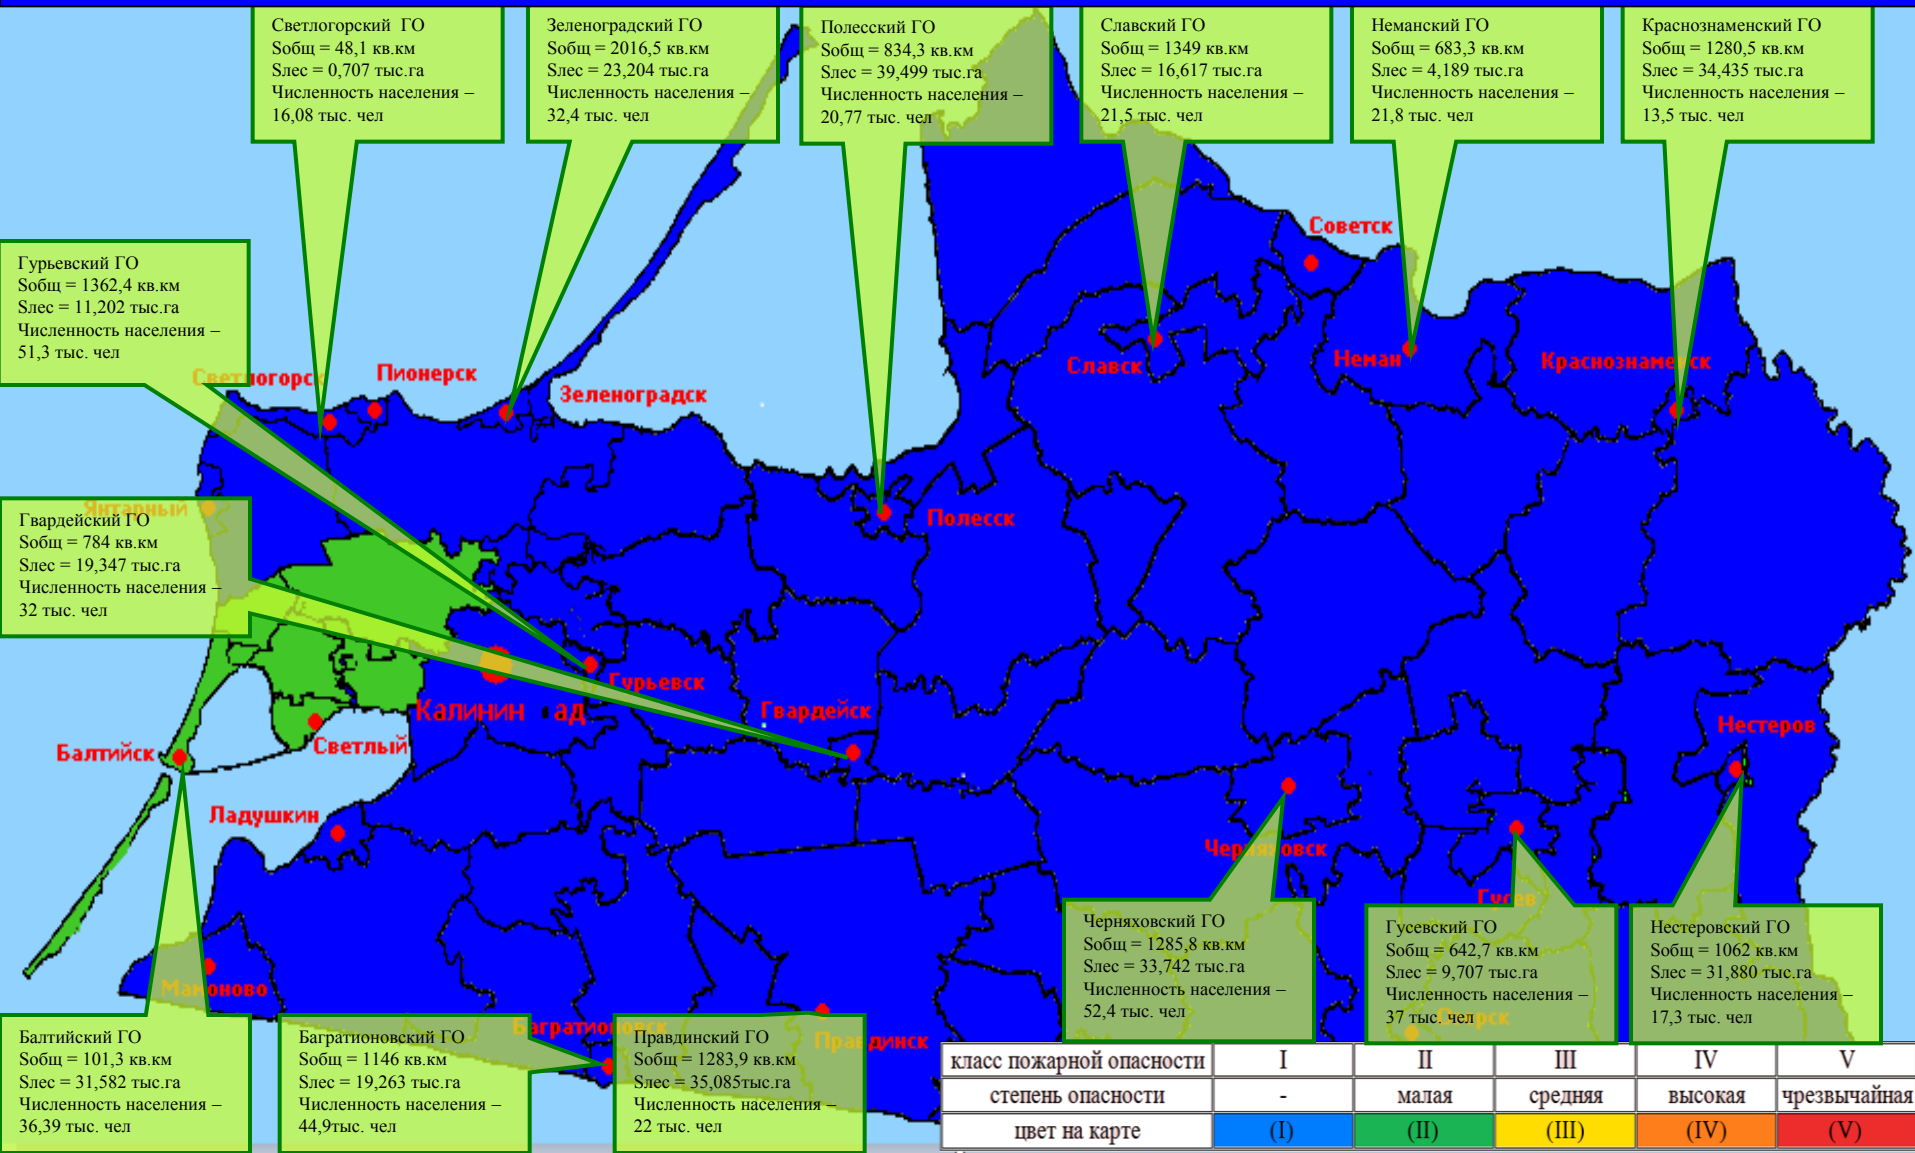 Светлогорский ГО
Sобщ = 48,1 кв.км
Sлес = 0,707 тыс.га
Численность населения –
16,08 тыс. чел
Зеленоградский ГО
Sобщ = 2016,5 кв.км
Sлес = 23,204 тыс.га
Численность населения –
32,4 тыс. чел
Полесский ГО
Sобщ = 834,3 кв.км
Sлес = 39,499 тыс.га
Численность населения –
20,77 тыс. чел
Славский ГО
Sобщ = 1349 кв.км
Sлес = 16,617 тыс.га
Численность населения –
21,5 тыс. чел
Неманский ГО
Sобщ = 683,3 кв.км
Sлес = 4,189 тыс.га
Численность населения –
21,8 тыс. чел
Краснознаменский ГО
Sобщ = 1280,5 кв.км
Sлес = 34,435 тыс.га
Численность населения –
13,5 тыс. чел
Гурьевский ГО
Sобщ = 1362,4 кв.км
Sлес = 11,202 тыс.га
Численность населения –
51,3 тыс. чел
Советск
Славск
Неман
Краснознаменск
Светлогорск
Пионерск
Зеленоградск
Янтарный
Гвардейский ГО
Sобщ = 784 кв.км
Sлес = 19,347 тыс.га
Численность населения –
32 тыс. чел
Полесск
Гурьевск
Калинин ад
Гвардейск
Нестеров
Балтийск
Светлый
Ладушкин
Черняховск
Гусев
Мамоново
Багратионовск
Правдинск
Озерск
Черняховский ГО
Sобщ = 1285,8 кв.км
Sлес = 33,742 тыс.га
Численность населения –
52,4 тыс. чел
Гусевский ГО
Sобщ = 642,7 кв.км
Sлес = 9,707 тыс.га
Численность населения –
37 тыс. чел
Нестеровский ГО
Sобщ = 1062 кв.км
Sлес = 31,880 тыс.га
Численность населения –
17,3 тыс. чел
Балтийский ГО
Sобщ = 101,3 кв.км
Sлес = 31,582 тыс.га
Численность населения –
36,39 тыс. чел
Багратионовский ГО
Sобщ = 1146 кв.км
Sлес = 19,263 тыс.га
Численность населения –
44,9тыс. чел
Правдинский ГО
Sобщ = 1283,9 кв.км
Sлес = 35,085тыс.га
Численность населения –
22 тыс. чел
класс пожарной опасности I II III IV V
степень опасности - малая средняя высокая чрезвычайная
цвет на карте (I) (II) (III) (IV) (V)